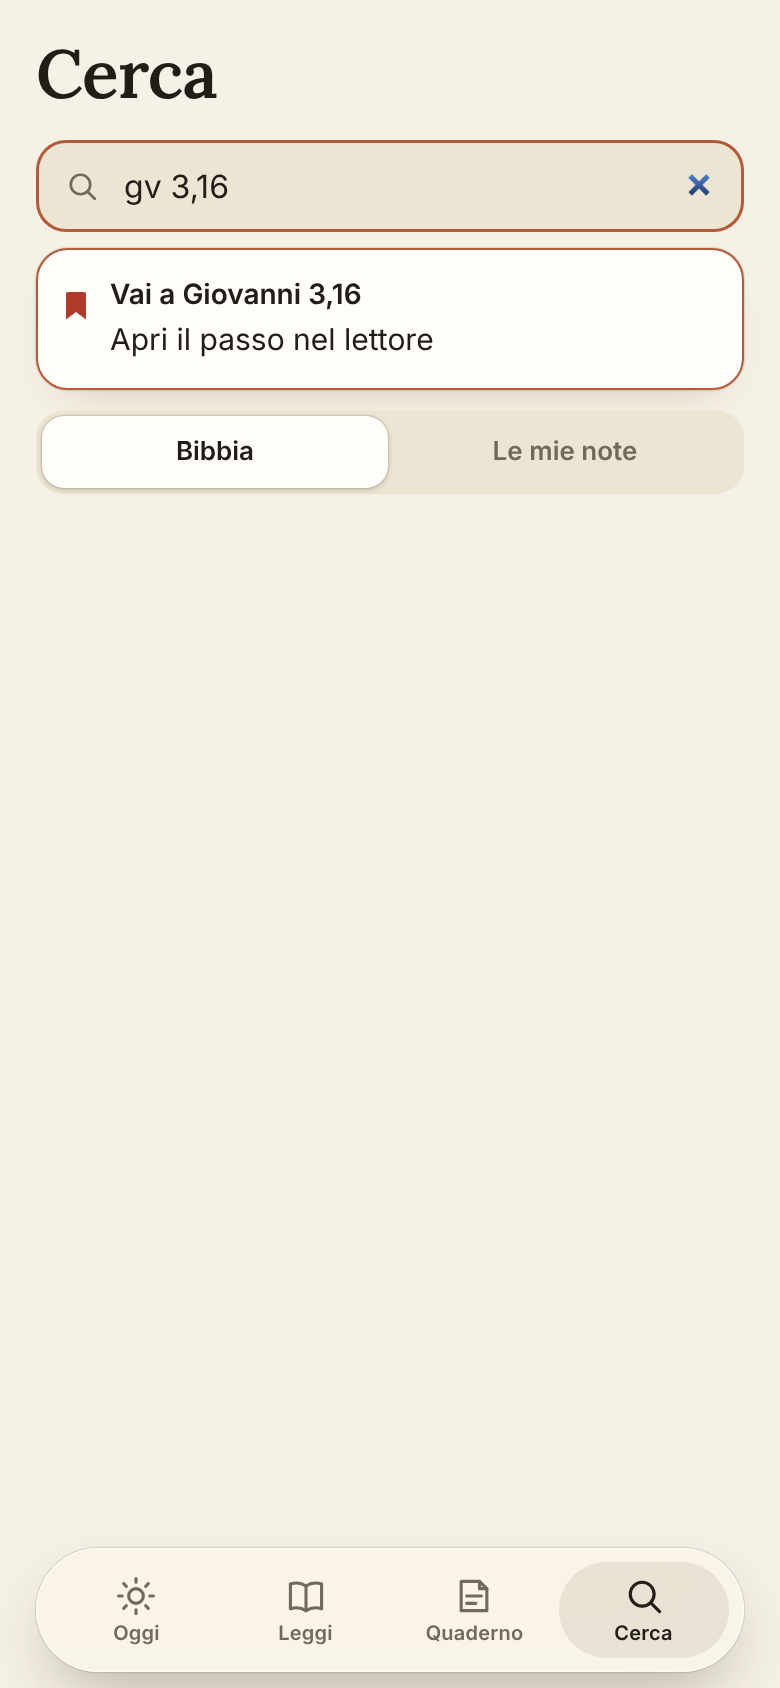 Cerca
gv 3,16
Vai a Giovanni 3,16
Apri il passo nel lettore
Bibbia
Le mie note
Oggi
Leggi
Quaderno
Cerca